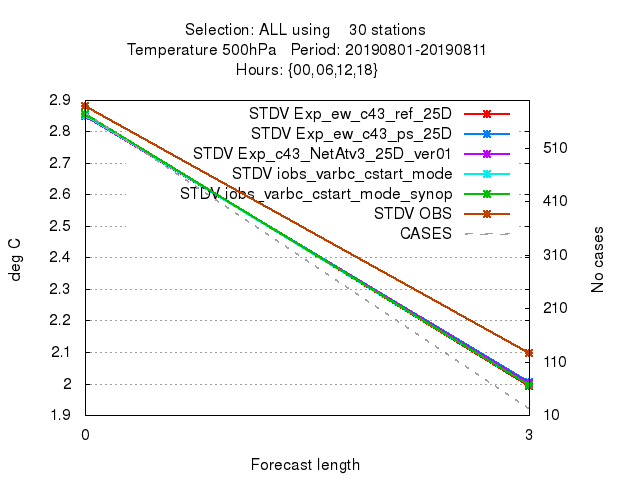 Selection: ALL using 30 stations
Temperature 500hPa Period: 20190801-20190811
Hours: {00,06,12,18}
STDV Exp_ew_c43_ref_25D
STDV Exp_ew_c43_ps_25D
STDV Exp_c43_NetAtv3_25D_ver01
STDV iobs_varbc_cstart_mode
STDV iobs_varbc_cstart_mode_synop
STDV OBS
CASES
deg C
2.9
2.8
2.7
2.6
2.5
2.4
2.3
2.2
2.1
2
1.9
No cases
510
410
310
210
110
10
0
3
Forecast length